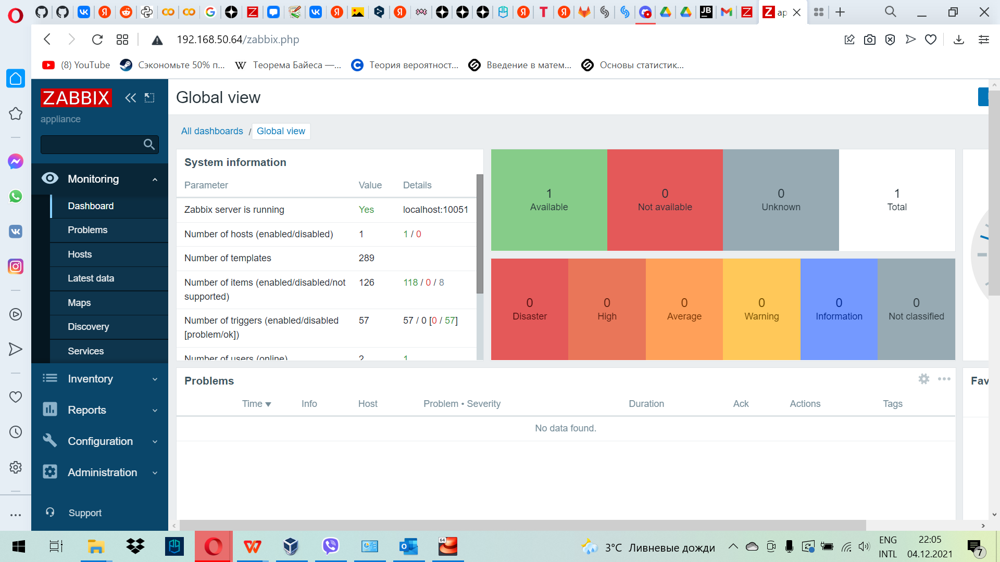 ap
192.168.50.64/zabbix.php
(8) YouTube
Сэкономьте 50% п...
W Теорема Байеса —...
Теория вероятност...
Введение в матем...
Основы статистик...
ZABBIX
appliance
Monitoring
Dashboard
Problems
Hosts
Latest data
Maps
Discovery
Services
Inventory
Reports
Configuration
Administration
Support
Global view
All dashboards / Global view
System information
Parameter Value Details
Zabbix server is running Yes localhost:10051
Number of hosts (enabled/disabled) 1 1 / 0
Number of templates 289
Number of items (enabled/disabled/not 126 118 / 0 / 8
supported)
Number of triggers (enabled/disabled 57 57 / 0 [0 / 57]
[problem/ok])
Number of users (online) 2 1
1 0 0 1
Available Not available Unknown Total
0 0 0 0 0 0
Disaster High Average Warning Information Not classified
Problems
Time Info Host Problem • Severity Duration Ack Actions Tags
No data found.
Fav
3°C Ливневые дожди
ENG
INTL
22:05
04.12.2021
7
64